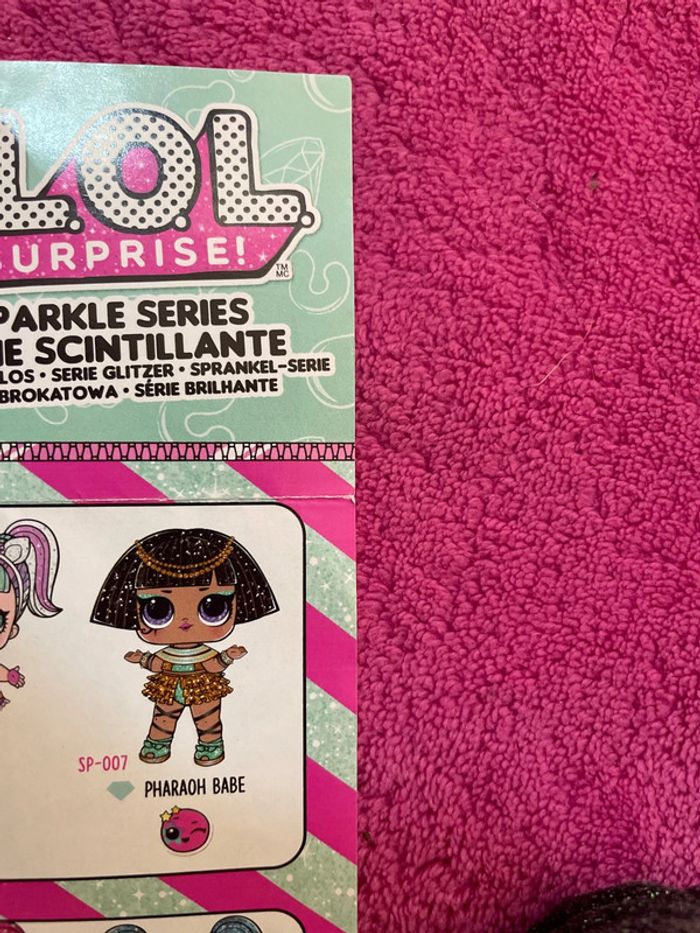 L.O.L.
SURPRISE!
TM
MC
PARKLE SERIES
IE SCINTILLANTE
LOS • SERIE GLITZER • SPRANKEL-SERIE
BROKATOWA • SÉRIE BRILHANTE
SP-007
PHARAOH BABE